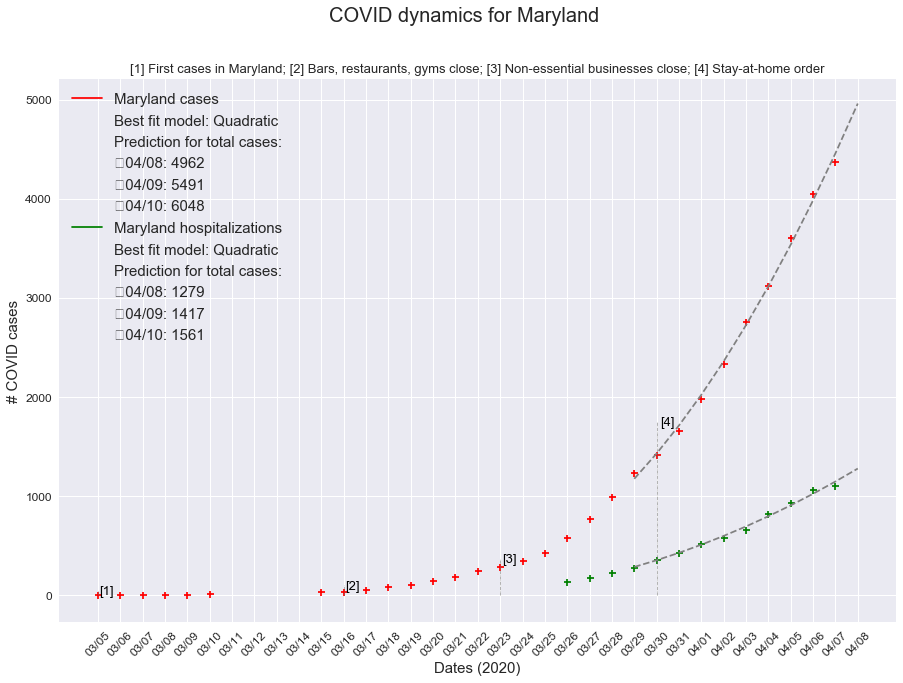 COVID dynamics for Maryland
[1] First cases in Maryland; [2] Bars, restaurants, gyms close; [3] Non-essential businesses close; [4] Stay-at-home order
Maryland cases
Best fit model: Quadratic
Prediction for total cases:
04/08: 4962
04/09: 5491
04/10: 6048
Maryland hospitalizations
Best fit model: Quadratic
Prediction for total cases:
04/08: 1279
04/09: 1417
04/10: 1561
5000
4000
3000
2000
1000
0
# COVID cases
[1]
[2]
[3]
[4]
03/05 03/06 03/07 03/08 03/09 03/10 03/11 03/12 03/13 03/14 03/15 03/16 03/17 03/18 03/19 03/20 03/21 03/22 03/23 03/24 03/25 03/26 03/27 03/28 03/29 03/30 03/31 04/01 04/02 04/03 04/04 04/05 04/06 04/07 04/08
Dates (2020)